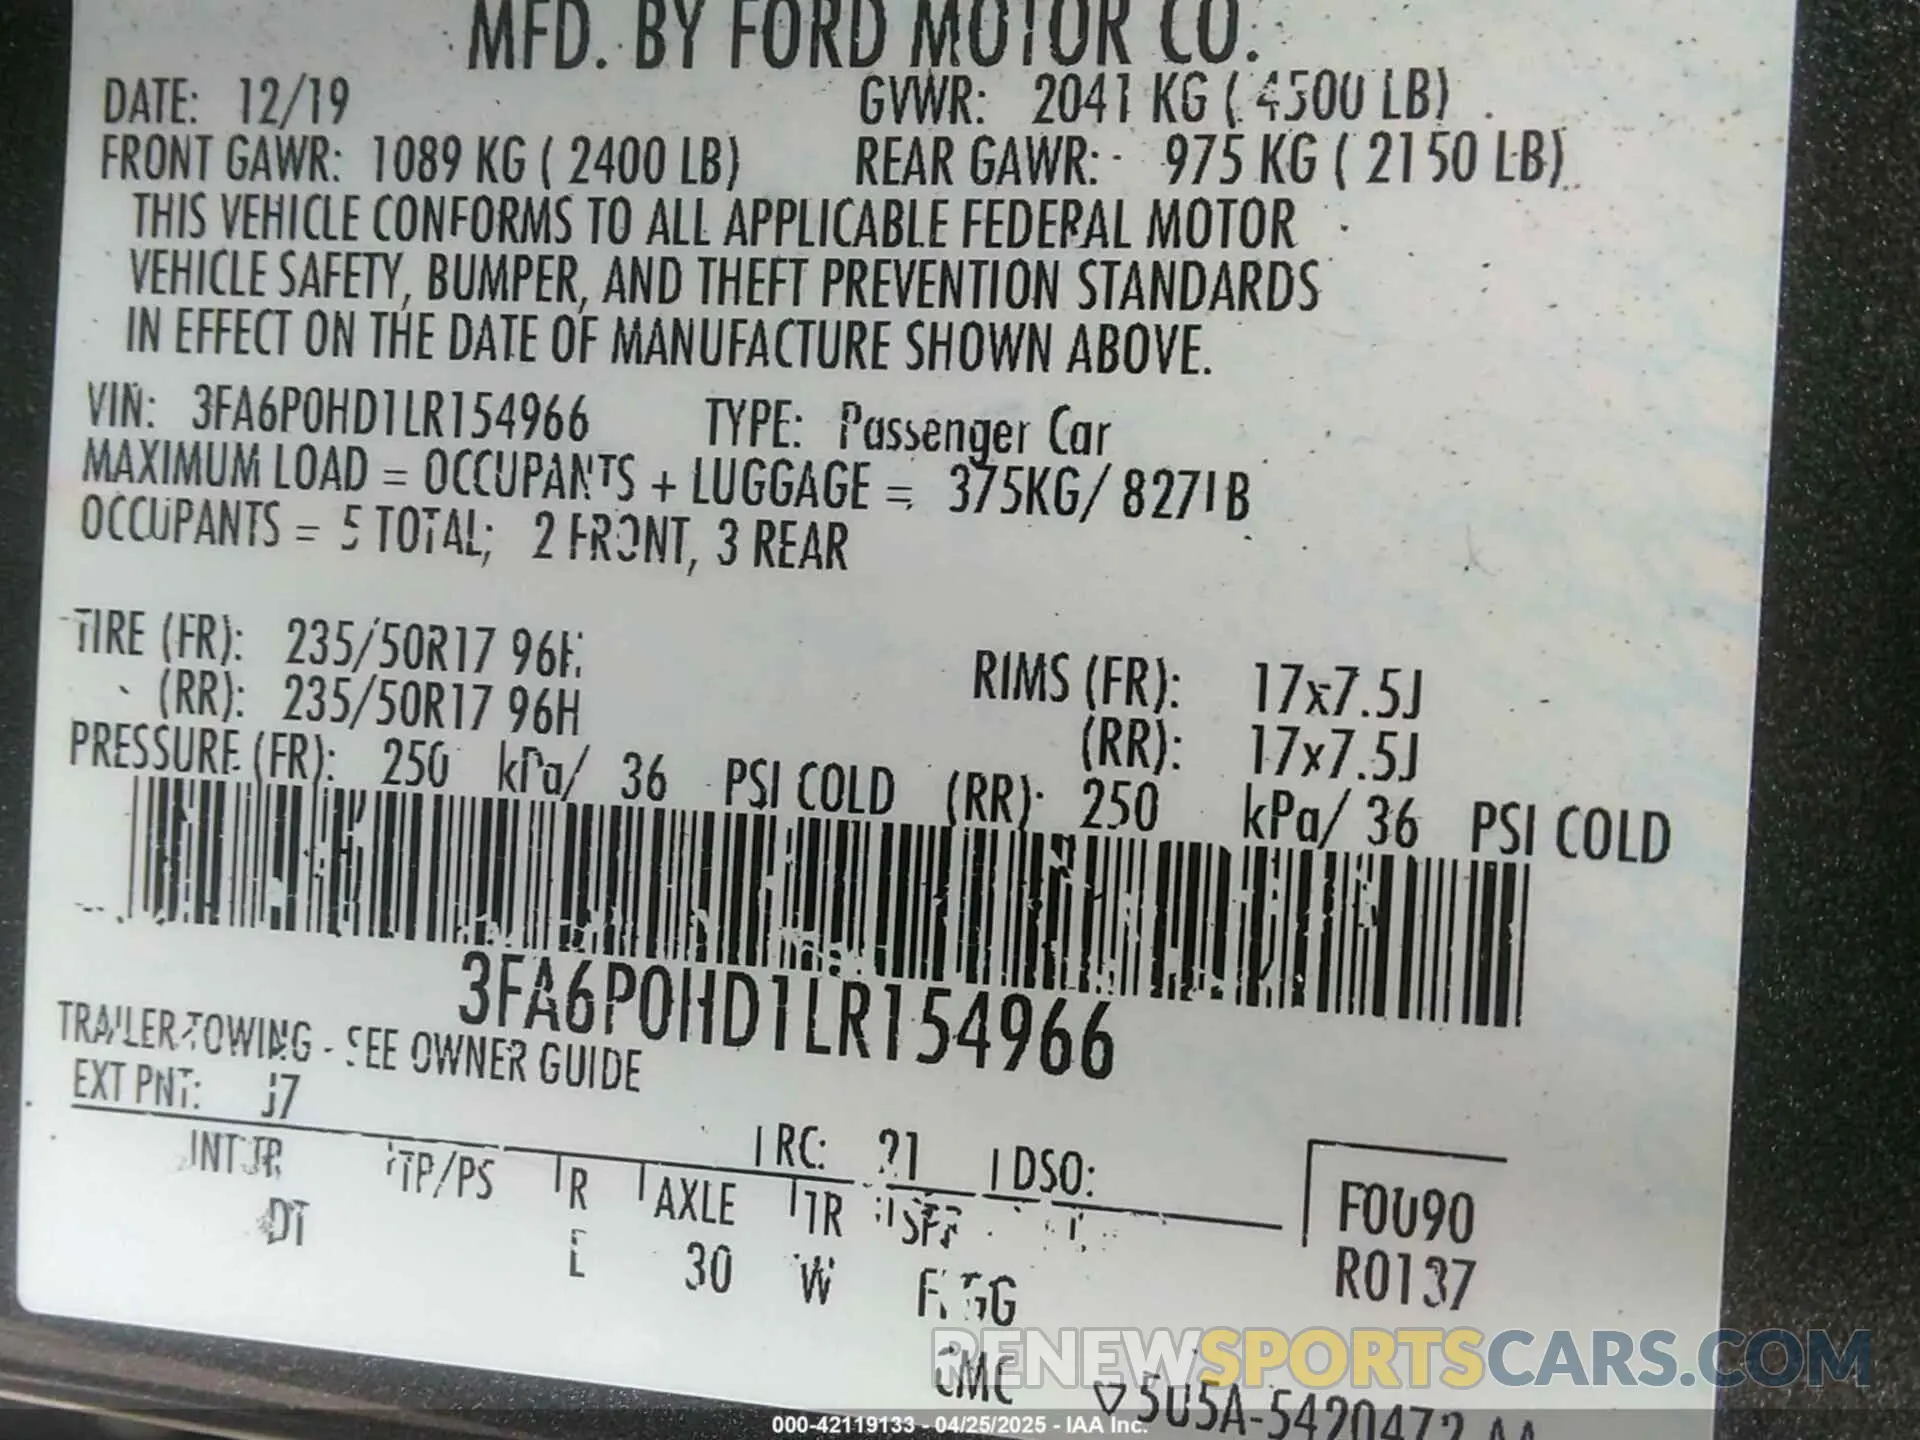 MFD. BY FORD MOTOR CO.
DATE: 12/19 GVWR: 2041 KG ( 4500 LB)
FRONT GAWR: 1089 KG ( 2400 LB) REAR GAWR: 975 KG ( 2150 LB)
THIS VEHICLE CONFORMS TO ALL APPLICABLE FEDERAL MOTOR
VEHICLE SAFETY, BUMPER, AND THEFT PREVENTION STANDARDS
IN EFFECT ON THE DATE OF MANUFACTURE SHOWN ABOVE.
VIN: 3FA6P0HD1LR154966 TYPE: Passenger Car
MAXIMUM LOAD = OCCUPANTS + LUGGAGE = 375KG/ 827LB
OCCUPANTS = 5 TOTAL; 2 FRONT, 3 REAR
TIRE (FR): 235/50R17 96H RIMS (FR): 17x7.5J
(RR): 235/50R17 96H (RR): 17x7.5J
PRESSURE (FR): 250 kPa/ 36 PSI COLD (RR): 250 kPa/ 36 PSI COLD
3FA6P0HD1LR154966
TRAILER TOWING - SEE OWNER GUIDE
EXT PNT: J7 RC: 21 DSO:
INT TR TP/PS R AXLE TR SPR
DT E 30 W
F0U90
R0137
CMC ▽5U5A-5420472-AA
RENEWSPORTSCARS.COM
000-42119133 - 04/25/2025 - IAA Inc.